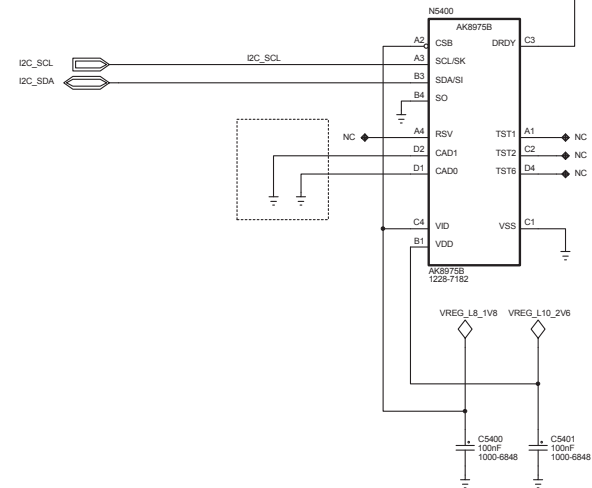 N5400
AK8975B
A2 CSB DRDY C3
I2C_SCL I2C_SCL A3 SCL/SK
I2C_SDA B3 SDA/SI
B4 SO
NC A4 RSV TST1 A1 NC
D2 CAD1 TST2 C2 NC
D1 CAD0 TST6 D4 NC
C4 VID VSS C1
B1 VDD
AK8975B
1228-7182
VREG_L8_1V8 VREG_L10_2V6
C5400 C5401
100nF 100nF
1000-6848 1000-6848